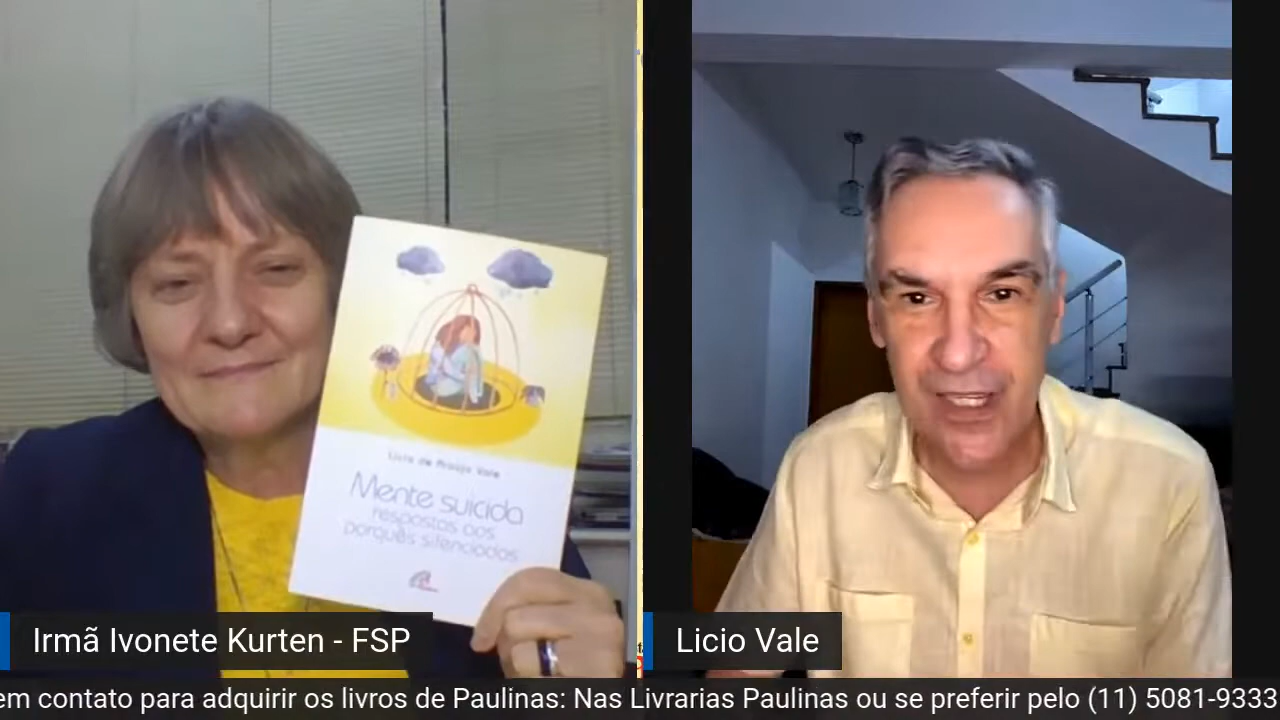 Licio de Araújo Vale
Mente suicida
respostas aos
porquês silenciados
Irmã Ivonete Kurten - FSP
Licio Vale
em contato para adquirir os livros de Paulinas: Nas Livrarias Paulinas ou se preferir pelo (11) 5081-9333